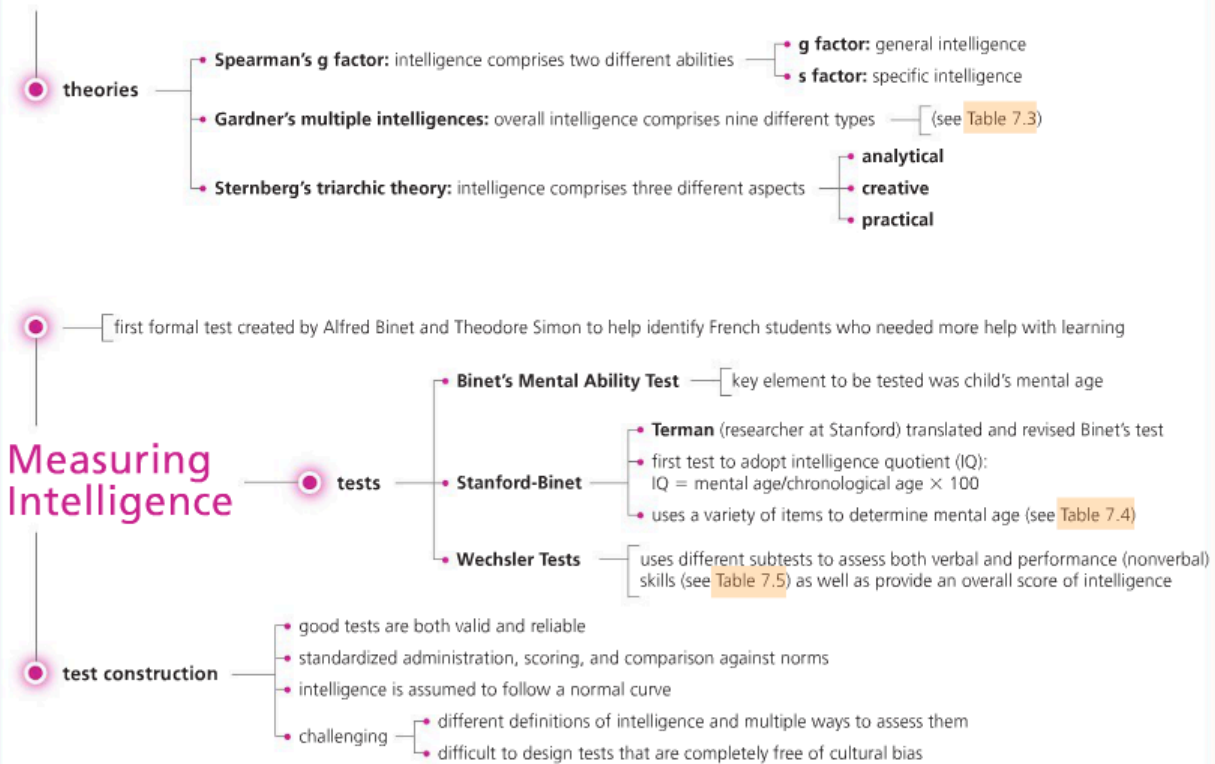 theories
Spearman's g factor: intelligence comprises two different abilities
g factor: general intelligence
s factor: specific intelligence
Gardner's multiple intelligences: overall intelligence comprises nine different types
(see Table 7.3)
Sternberg's triarchic theory: intelligence comprises three different aspects
analytical
creative
practical
first formal test created by Alfred Binet and Theodore Simon to help identify French students who needed more help with learning
Measuring
Intelligence
tests
Binet's Mental Ability Test
key element to be tested was child's mental age
Stanford-Binet
Terman (researcher at Stanford) translated and revised Binet's test
first test to adopt intelligence quotient (IQ):
IQ = mental age/chronological age × 100
uses a variety of items to determine mental age (see Table 7.4)
Wechsler Tests
uses different subtests to assess both verbal and performance (nonverbal)
skills (see Table 7.5) as well as provide an overall score of intelligence
test construction
good tests are both valid and reliable
standardized administration, scoring, and comparison against norms
intelligence is assumed to follow a normal curve
challenging
different definitions of intelligence and multiple ways to assess them
difficult to design tests that are completely free of cultural bias